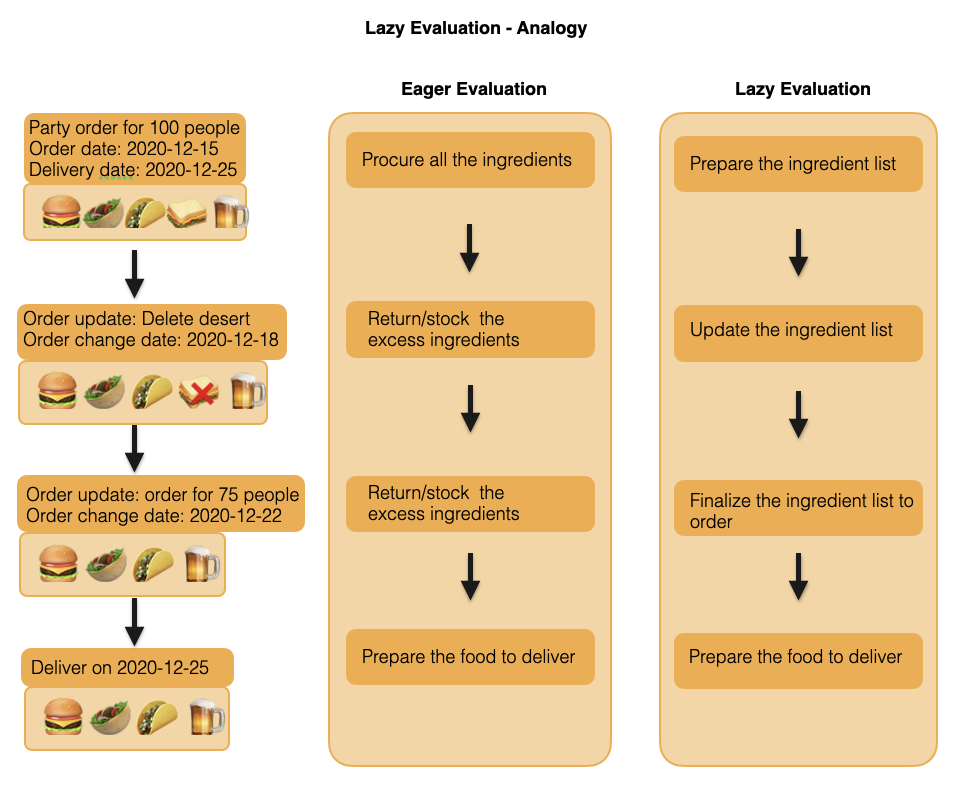 Lazy Evaluation - Analogy
Eager Evaluation
Lazy Evaluation
Party order for 100 people
Order date: 2020-12-15
Delivery date: 2020-12-25
Procure all the ingredients
Prepare the ingredient list
Order update: Delete desert
Order change date: 2020-12-18
Return/stock the
excess ingredients
Update the ingredient list
Order update: order for 75 people
Order change date: 2020-12-22
Return/stock the
excess ingredients
Finalize the ingredient list to
order
Deliver on 2020-12-25
Prepare the food to deliver
Prepare the food to deliver